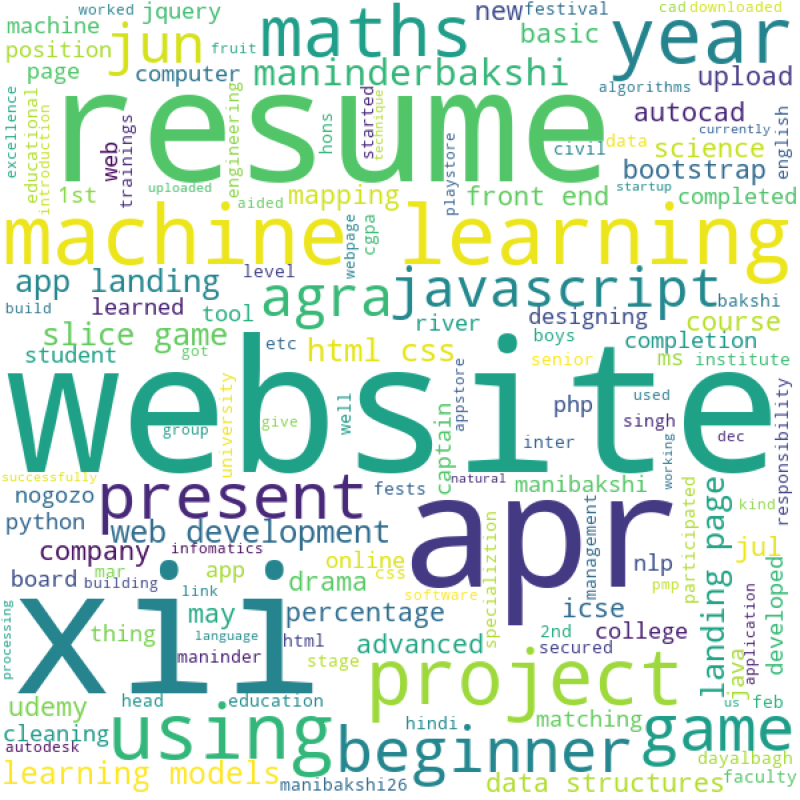 worked
jquery
new
festival
cad
downloaded
machine
jun
maths
year
position
fruit
basic
page
computer
maninderbakshi
upload
algorithms
excellence
educational
introduction
resume
engineering
hons
started
technique
autocad
data
currently
english
web
trainings
civil
science
playstore
bootstrap
startup
1st
uploaded
aided
mapping
cgpa
webpage
front end
completed
machine learning
app landing
level
agra
javascript
bakshi
build
learned
tool
river
designing
course
slice game
boys
completion
student
got
etc
html css
senior
ms
institute
website
appstore
php
used
singh
responsibility
group
university
give
well
captain
inter
dec
working
successfully
present
fests
natural
manibakshi
kind
nogozo
apr
python
web development
specializtion
management
participated
landing page
company
infomatics
online
css
nlp
jul
board
building
mar
app
drama
software
pmp
developed
xii
link
may
percentage
icse
java
application
processing
thing
language
html
advanced
2nd
college
maninder
stage
secured
project
us
feb
udemy
head
education
using
hindi
matching
game
cleaning
beginner
autodesk
dayalbagh
learning models
manibakshi26
data structures
faculty